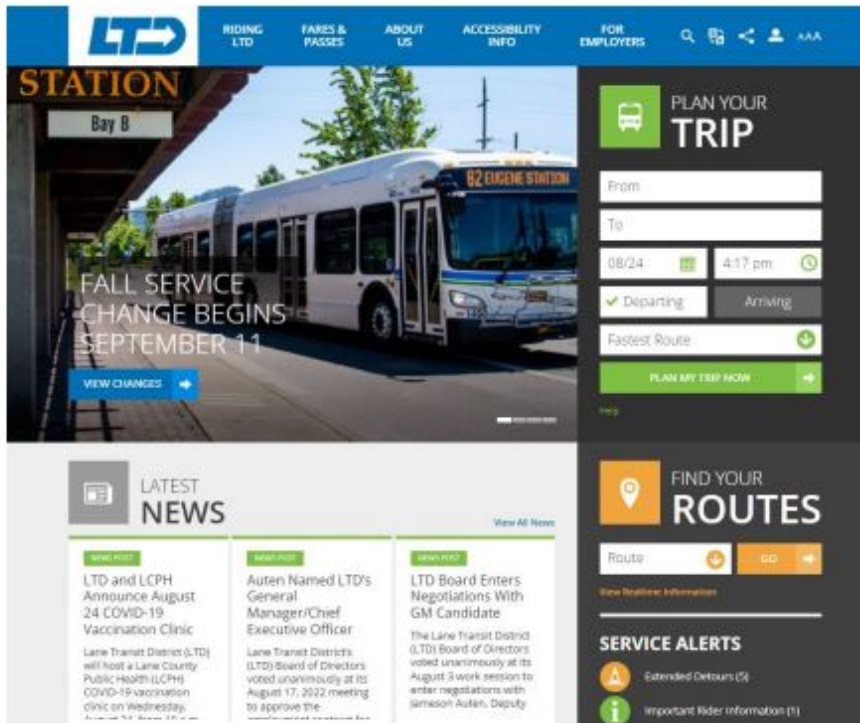 LTD
RIDING
LTD
FARES &
PASSES
ABOUT
US
ACCESSIBILITY
INFO
FOR
EMPLOYERS
AAA
STATION
Bay B
82 EUGENE STATION
FALL SERVICE
CHANGE BEGINS
SEPTEMBER 11
VIEW CHANGES
PLAN YOUR
TRIP
From
To
08/24
4:17 pm
Departing
Arriving
Fastest Route
PLAN MY TRIP NOW
Help
LATEST
NEWS
View All News
NEWS POST
LTD and LCPH
Announce August
24 COVID-19
Vaccination Clinic
Lane Transit District (LTD)
will host a Lane County
Public Health (LCPH)
COVID-19 vaccination
clinic on Wednesday,
August 24, from 10 a.m.
NEWS POST
Auten Named LTD's
General
Manager/Chief
Executive Officer
Lane Transit District's
(LTD) Board of Directors
voted unanimously at its
August 17, 2022 meeting
to approve the
employment contract for
NEWS POST
LTD Board Enters
Negotiations With
GM Candidate
The Lane Transit District
(LTD) Board of Directors
voted unanimously at its
August 3 work session to
enter negotiations with
Jameson Auten, Deputy
FIND YOUR
ROUTES
Route
GO
View Realtime Information
SERVICE ALERTS
Extended Detours (5)
Important Rider Information (1)